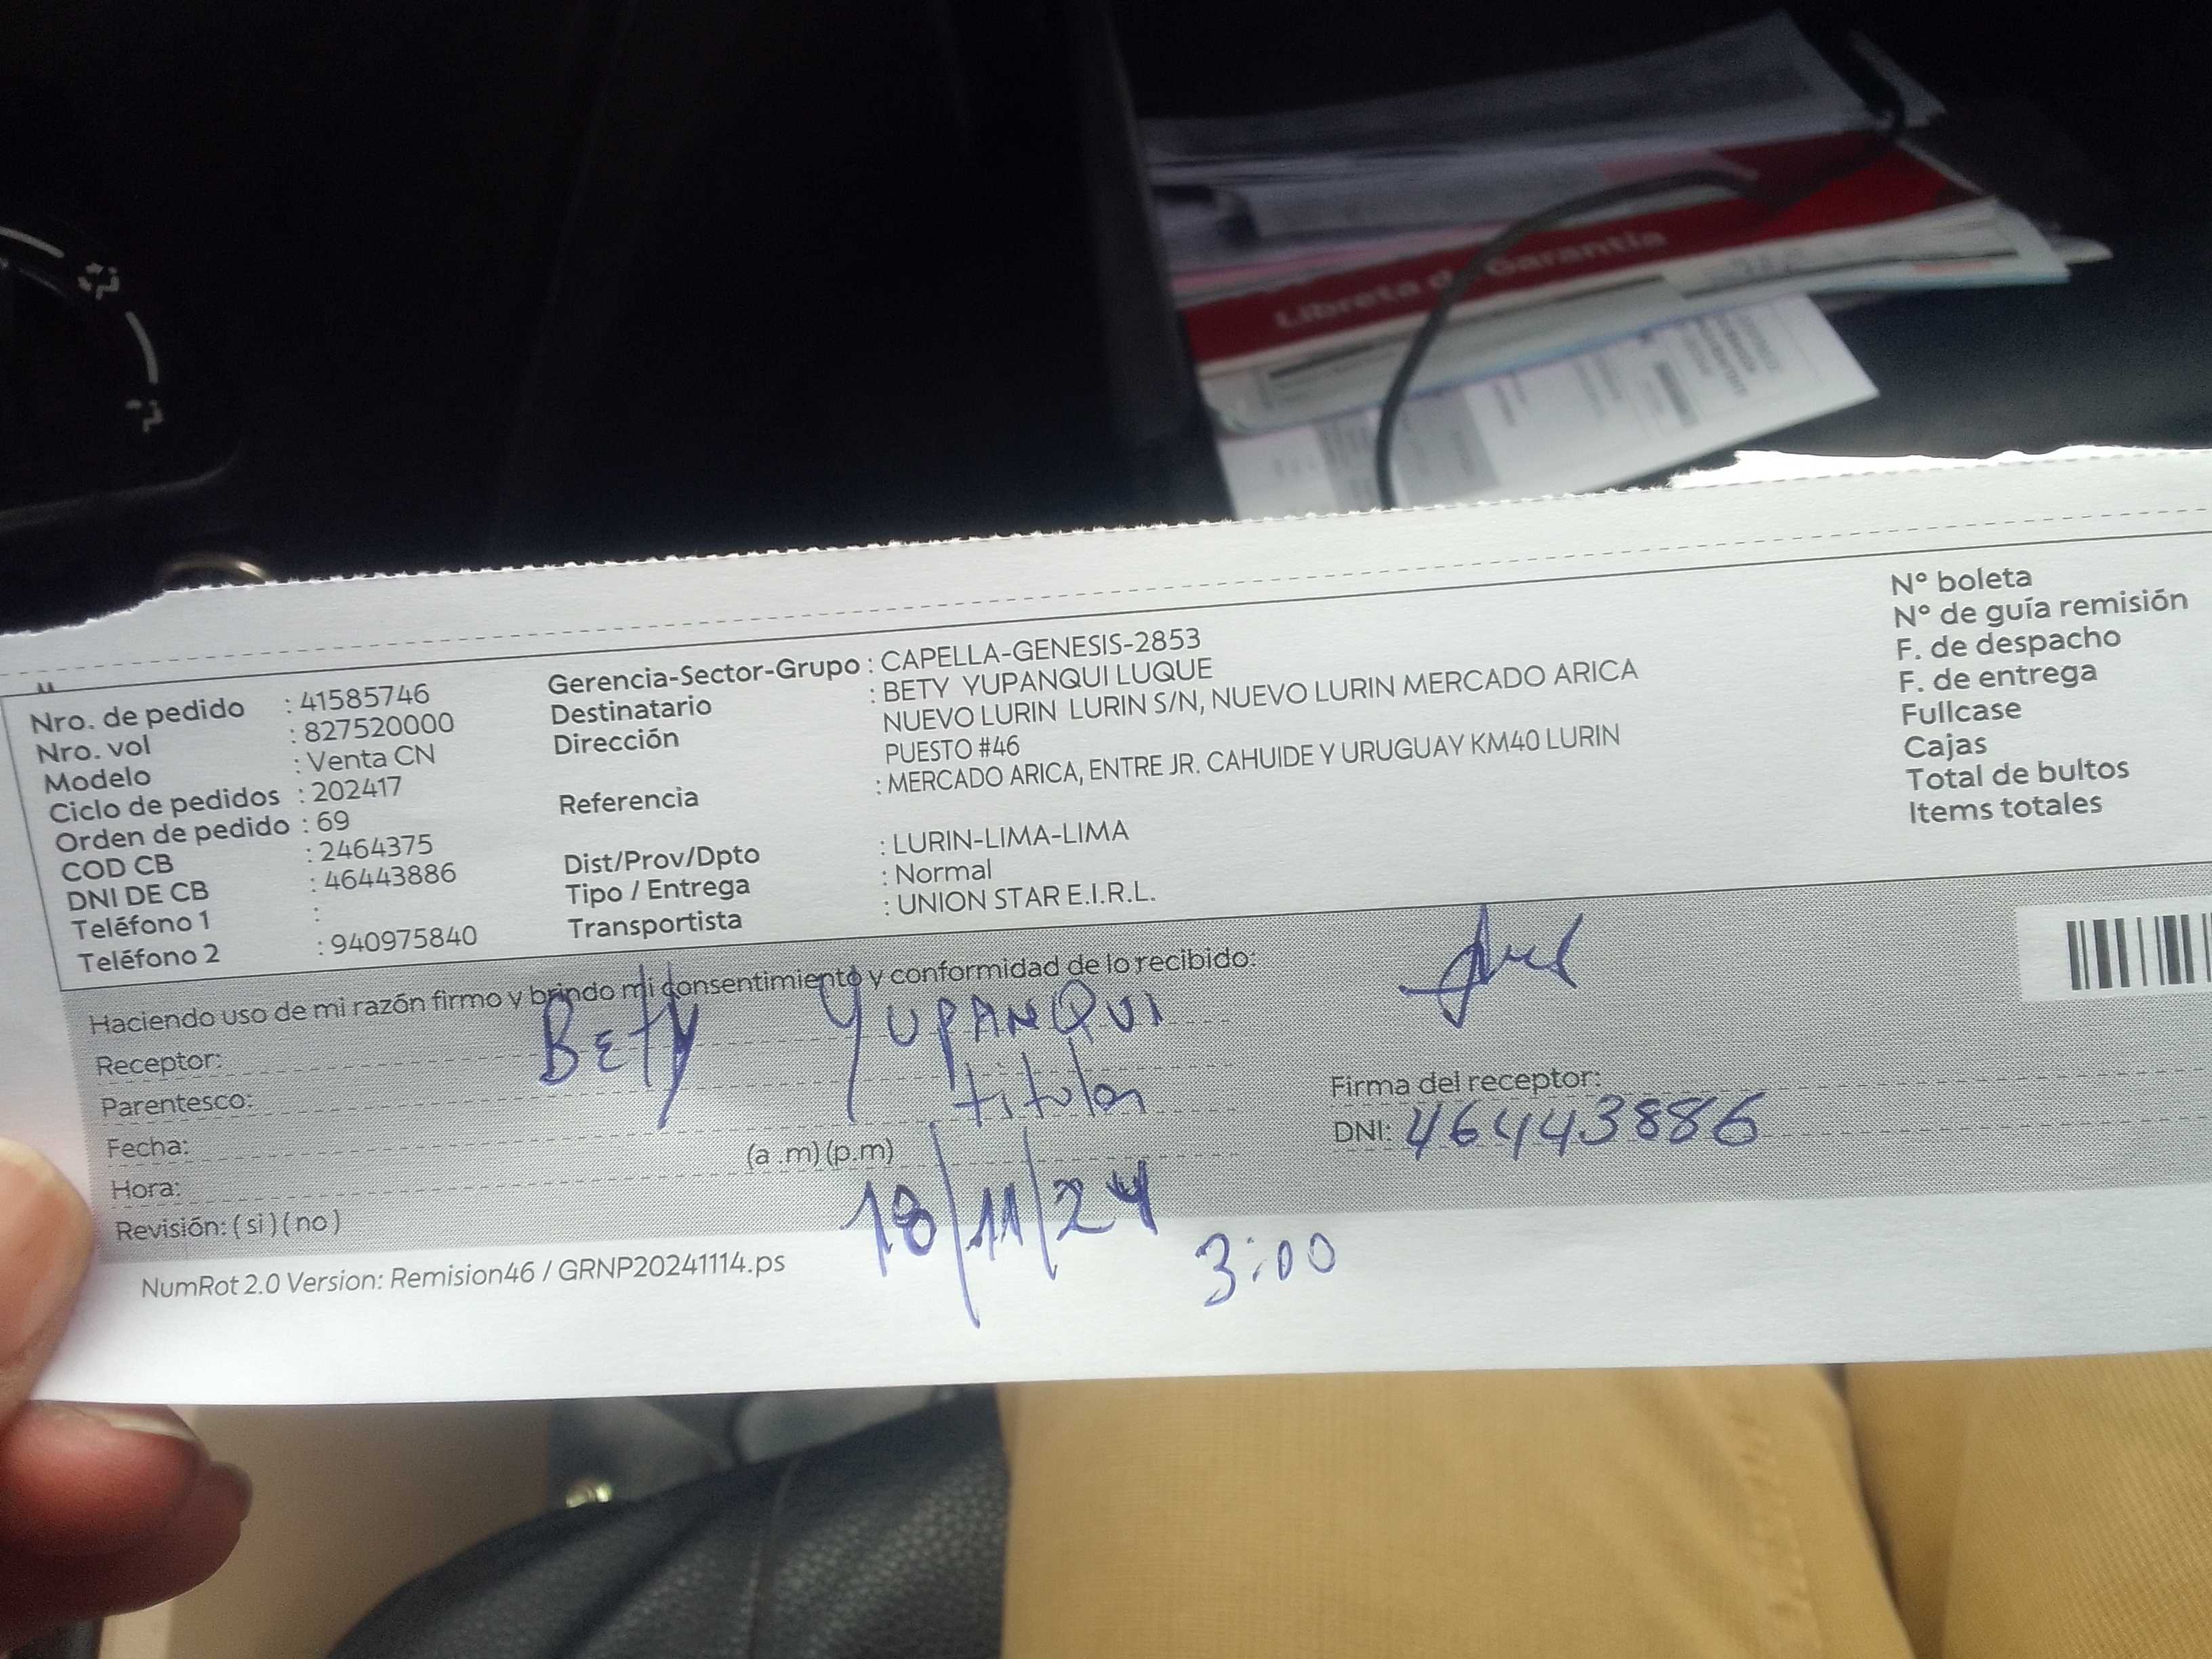 Libreta de Garantía
Nro. de pedido : 41585746
Nro. vol : 827520000
Modelo : Venta CN
Ciclo de pedidos : 202417
Orden de pedido : 69
COD CB : 2464375
DNI DE CB : 46443886
Teléfono 1 :
Teléfono 2 : 940975840
Gerencia-Sector-Grupo : CAPELLA-GENESIS-2853
Destinatario : BETY YUPANQUI LUQUE
Dirección NUEVO LURIN LURIN S/N, NUEVO LURIN MERCADO ARICA
PUESTO #46
Referencia : MERCADO ARICA, ENTRE JR. CAHUIDE Y URUGUAY KM40 LURIN
Dist/Prov/Dpto : LURIN-LIMA-LIMA
Tipo / Entrega : Normal
Transportista : UNION STAR E.I.R.L.
N° boleta
N° de guía remisión
F. de despacho
F. de entrega
Fullcase
Cajas
Total de bultos
Items totales
Haciendo uso de mi razón firmo y brindo mi consentimiento y conformidad de lo recibido:
Receptor: Bety YUPANQUI
Parentesco: titular
Fecha: 18/11/24
Hora: (a .m) (p.m) 3:00
Revisión: ( si ) ( no )
Firma del receptor:
DNI: 46443886
NumRot 2.0 Version: Remision46 / GRNP20241114.ps